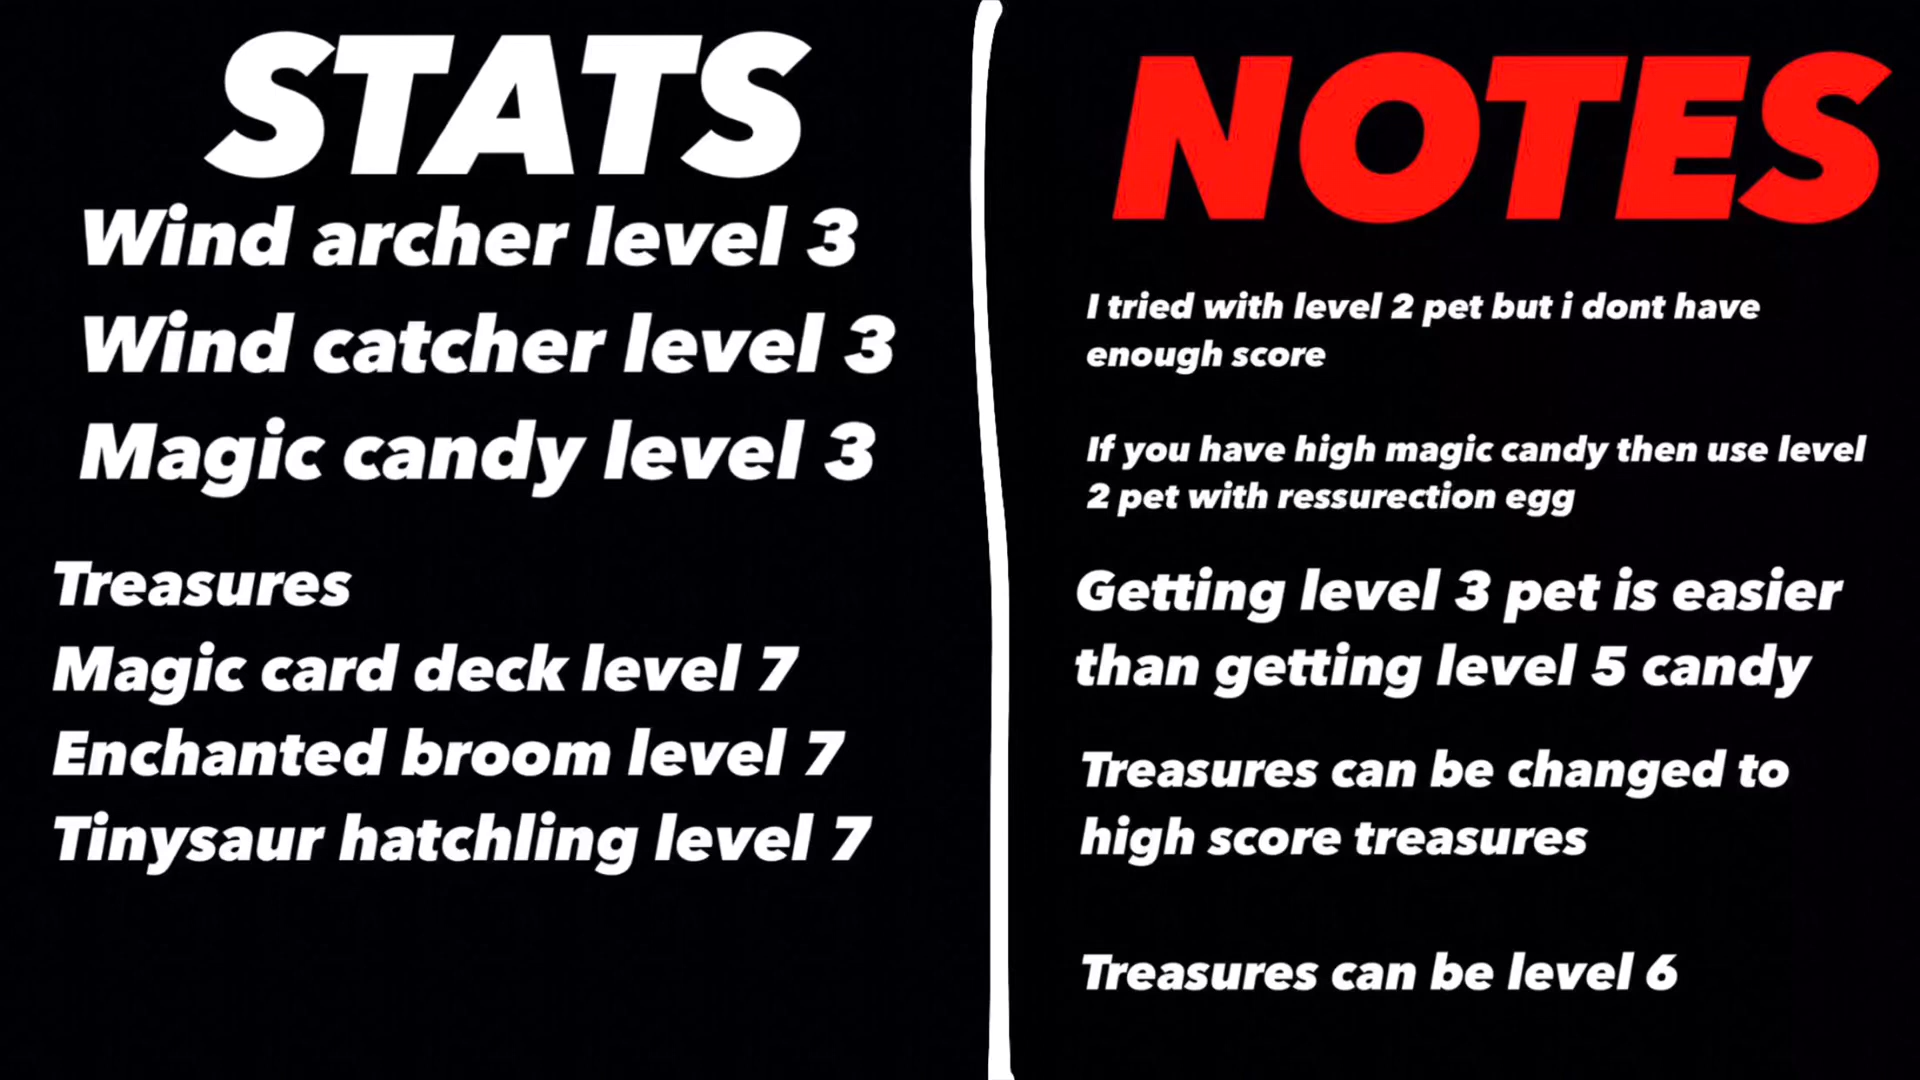 STATS
Wind archer level 3
Wind catcher level 3
Magic candy level 3
Treasures
Magic card deck level 7
Enchanted broom level 7
Tinysaur hatchling level 7
NOTES
I tried with level 2 pet but i dont have
enough score
If you have high magic candy then use level
2 pet with ressurection egg
Getting level 3 pet is easier
than getting level 5 candy
Treasures can be changed to
high score treasures
Treasures can be level 6